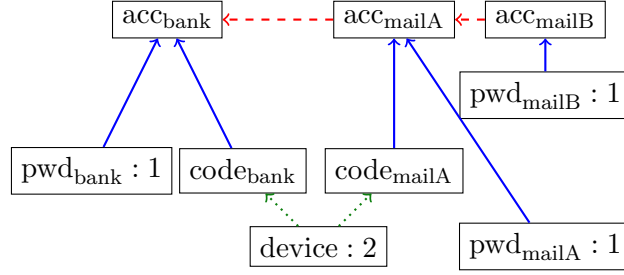 acc_bank acc_mailA acc_mailB
pwd_mailB : 1
pwd_bank : 1 code_bank code_mailA
device : 2 pwd_mailA : 1